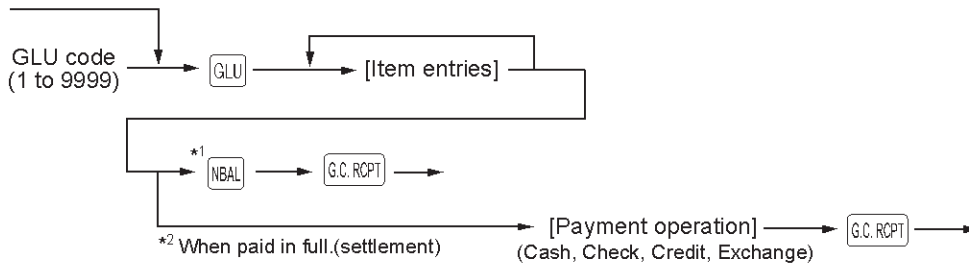 GLU code
(1 to 9999)
GLU
[Item entries]
*1
NBAL
G.C. RCPT
*2 When paid in full.(settlement)
[Payment operation]
(Cash, Check, Credit, Exchange)
G.C. RCPT